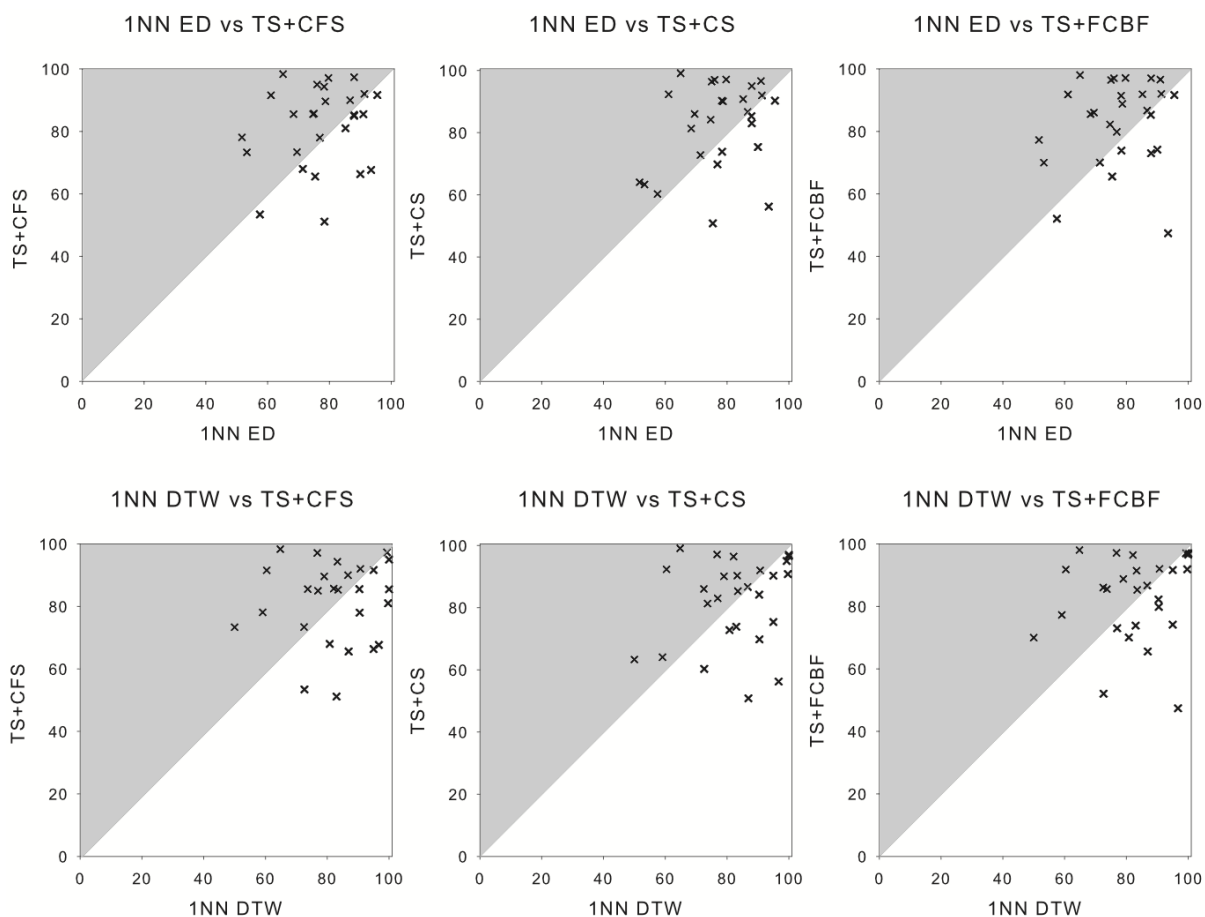 1NN ED vs TS+CFS
100
80
60
40
20
0
TS+CFS
0 20 40 60 80 100
1NN ED
1NN ED vs TS+CS
100
80
60
40
20
0
TS+CS
0 20 40 60 80 100
1NN ED
1NN ED vs TS+FCBF
100
80
60
40
20
0
TS+FCBF
0 20 40 60 80 100
1NN ED
1NN DTW vs TS+CFS
100
80
60
40
20
0
TS+CFS
0 20 40 60 80 100
1NN DTW
1NN DTW vs TS+CS
100
80
60
40
20
0
TS+CS
0 20 40 60 80 100
1NN DTW
1NN DTW vs TS+FCBF
100
80
60
40
20
0
TS+FCBF
0 20 40 60 80 100
1NN DTW